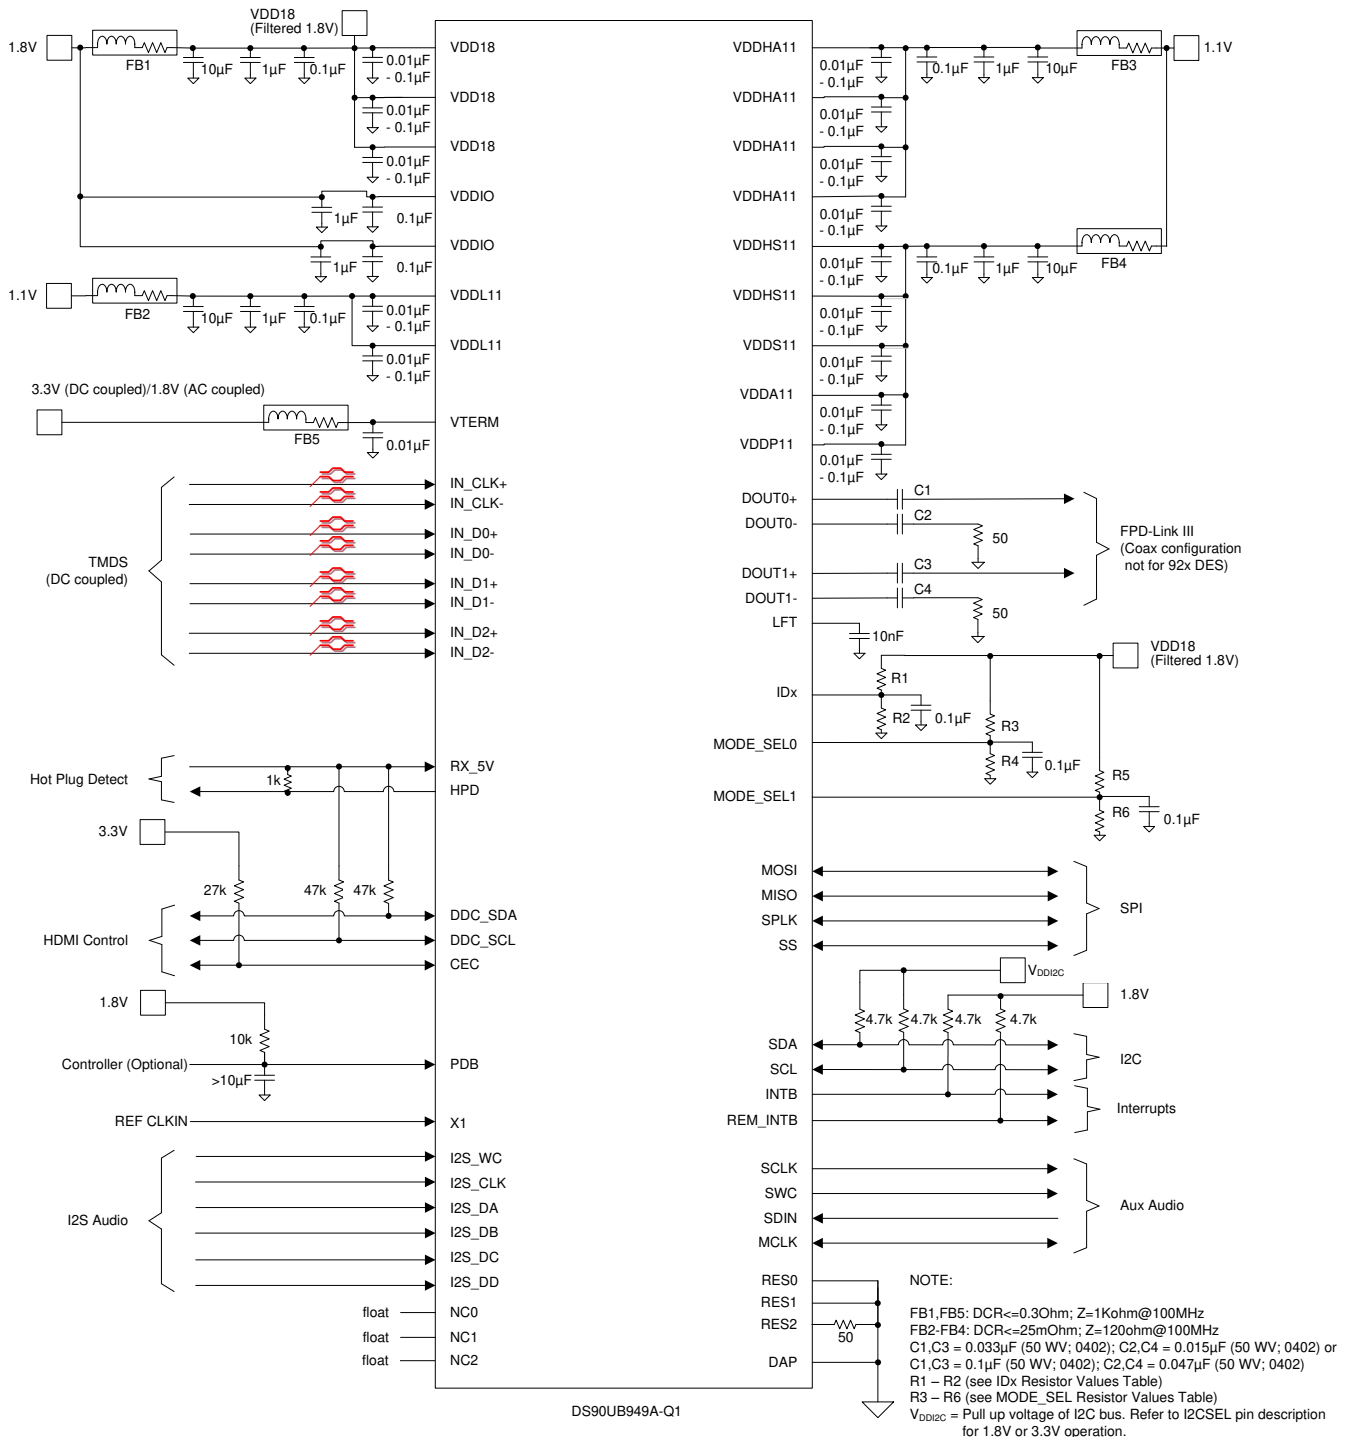 VDD18
(Filtered 1.8V)
1.8V
FB1
10µF
1µF
0.1µF
0.01µF
- 0.1µF
VDD18
0.01µF
- 0.1µF
VDD18
0.01µF
- 0.1µF
VDD18
1µF
0.1µF
VDDIO
1µF
0.1µF
VDDIO
1.1V
FB2
10µF
1µF
0.1µF
0.01µF
- 0.1µF
VDDL11
0.01µF
- 0.1µF
VDDL11
3.3V (DC coupled)/1.8V (AC coupled)
FB5
0.01µF
VTERM
TMDS
(DC coupled)
IN_CLK+
IN_CLK-
IN_D0+
IN_D0-
IN_D1+
IN_D1-
IN_D2+
IN_D2-
Hot Plug Detect
1k
RX_5V
HPD
3.3V
27k
47k
47k
HDMI Control
DDC_SDA
DDC_SCL
CEC
1.8V
10k
Controller (Optional)
>10µF
PDB
REF CLKIN
X1
I2S Audio
I2S_WC
I2S_CLK
I2S_DA
I2S_DB
I2S_DC
I2S_DD
float
NC0
float
NC1
float
NC2
VDDHA11
0.01µF
- 0.1µF
0.1µF
1µF
10µF
FB3
1.1V
VDDHA11
0.01µF
- 0.1µF
VDDHA11
0.01µF
- 0.1µF
VDDHA11
0.01µF
- 0.1µF
VDDHS11
0.01µF
- 0.1µF
0.1µF
1µF
10µF
FB4
VDDHS11
0.01µF
- 0.1µF
VDDS11
0.01µF
- 0.1µF
VDDA11
0.01µF
- 0.1µF
VDDP11
0.01µF
- 0.1µF
DOUT0+
C1
DOUT0-
C2
50
DOUT1+
C3
DOUT1-
C4
50
FPD-Link III
(Coax configuration
not for 92x DES)
LFT
10nF
VDD18
(Filtered 1.8V)
IDx
R1
R2
0.1µF
MODE_SEL0
R3
R4
0.1µF
MODE_SEL1
R5
R6
0.1µF
MOSI
MISO
SPLK
SS
SPI
VDDI2C
1.8V
4.7k
4.7k
4.7k
4.7k
SDA
SCL
I2C
INTB
REM_INTB
Interrupts
SCLK
SWC
SDIN
MCLK
Aux Audio
RES0
RES1
RES2
50
DAP
DS90UB949A-Q1
NOTE:
FB1,FB5: DCR<=0.3Ohm; Z=1Kohm@100MHz
FB2-FB4: DCR<=25mOhm; Z=120ohm@100MHz
C1,C3 = 0.033µF (50 WV; 0402); C2,C4 = 0.015µF (50 WV; 0402) or
C1,C3 = 0.1µF (50 WV; 0402); C2,C4 = 0.047µF (50 WV; 0402)
R1 – R2 (see IDx Resistor Values Table)
R3 – R6 (see MODE_SEL Resistor Values Table)
VDDI2C = Pull up voltage of I2C bus. Refer to I2CSEL pin description
for 1.8V or 3.3V operation.